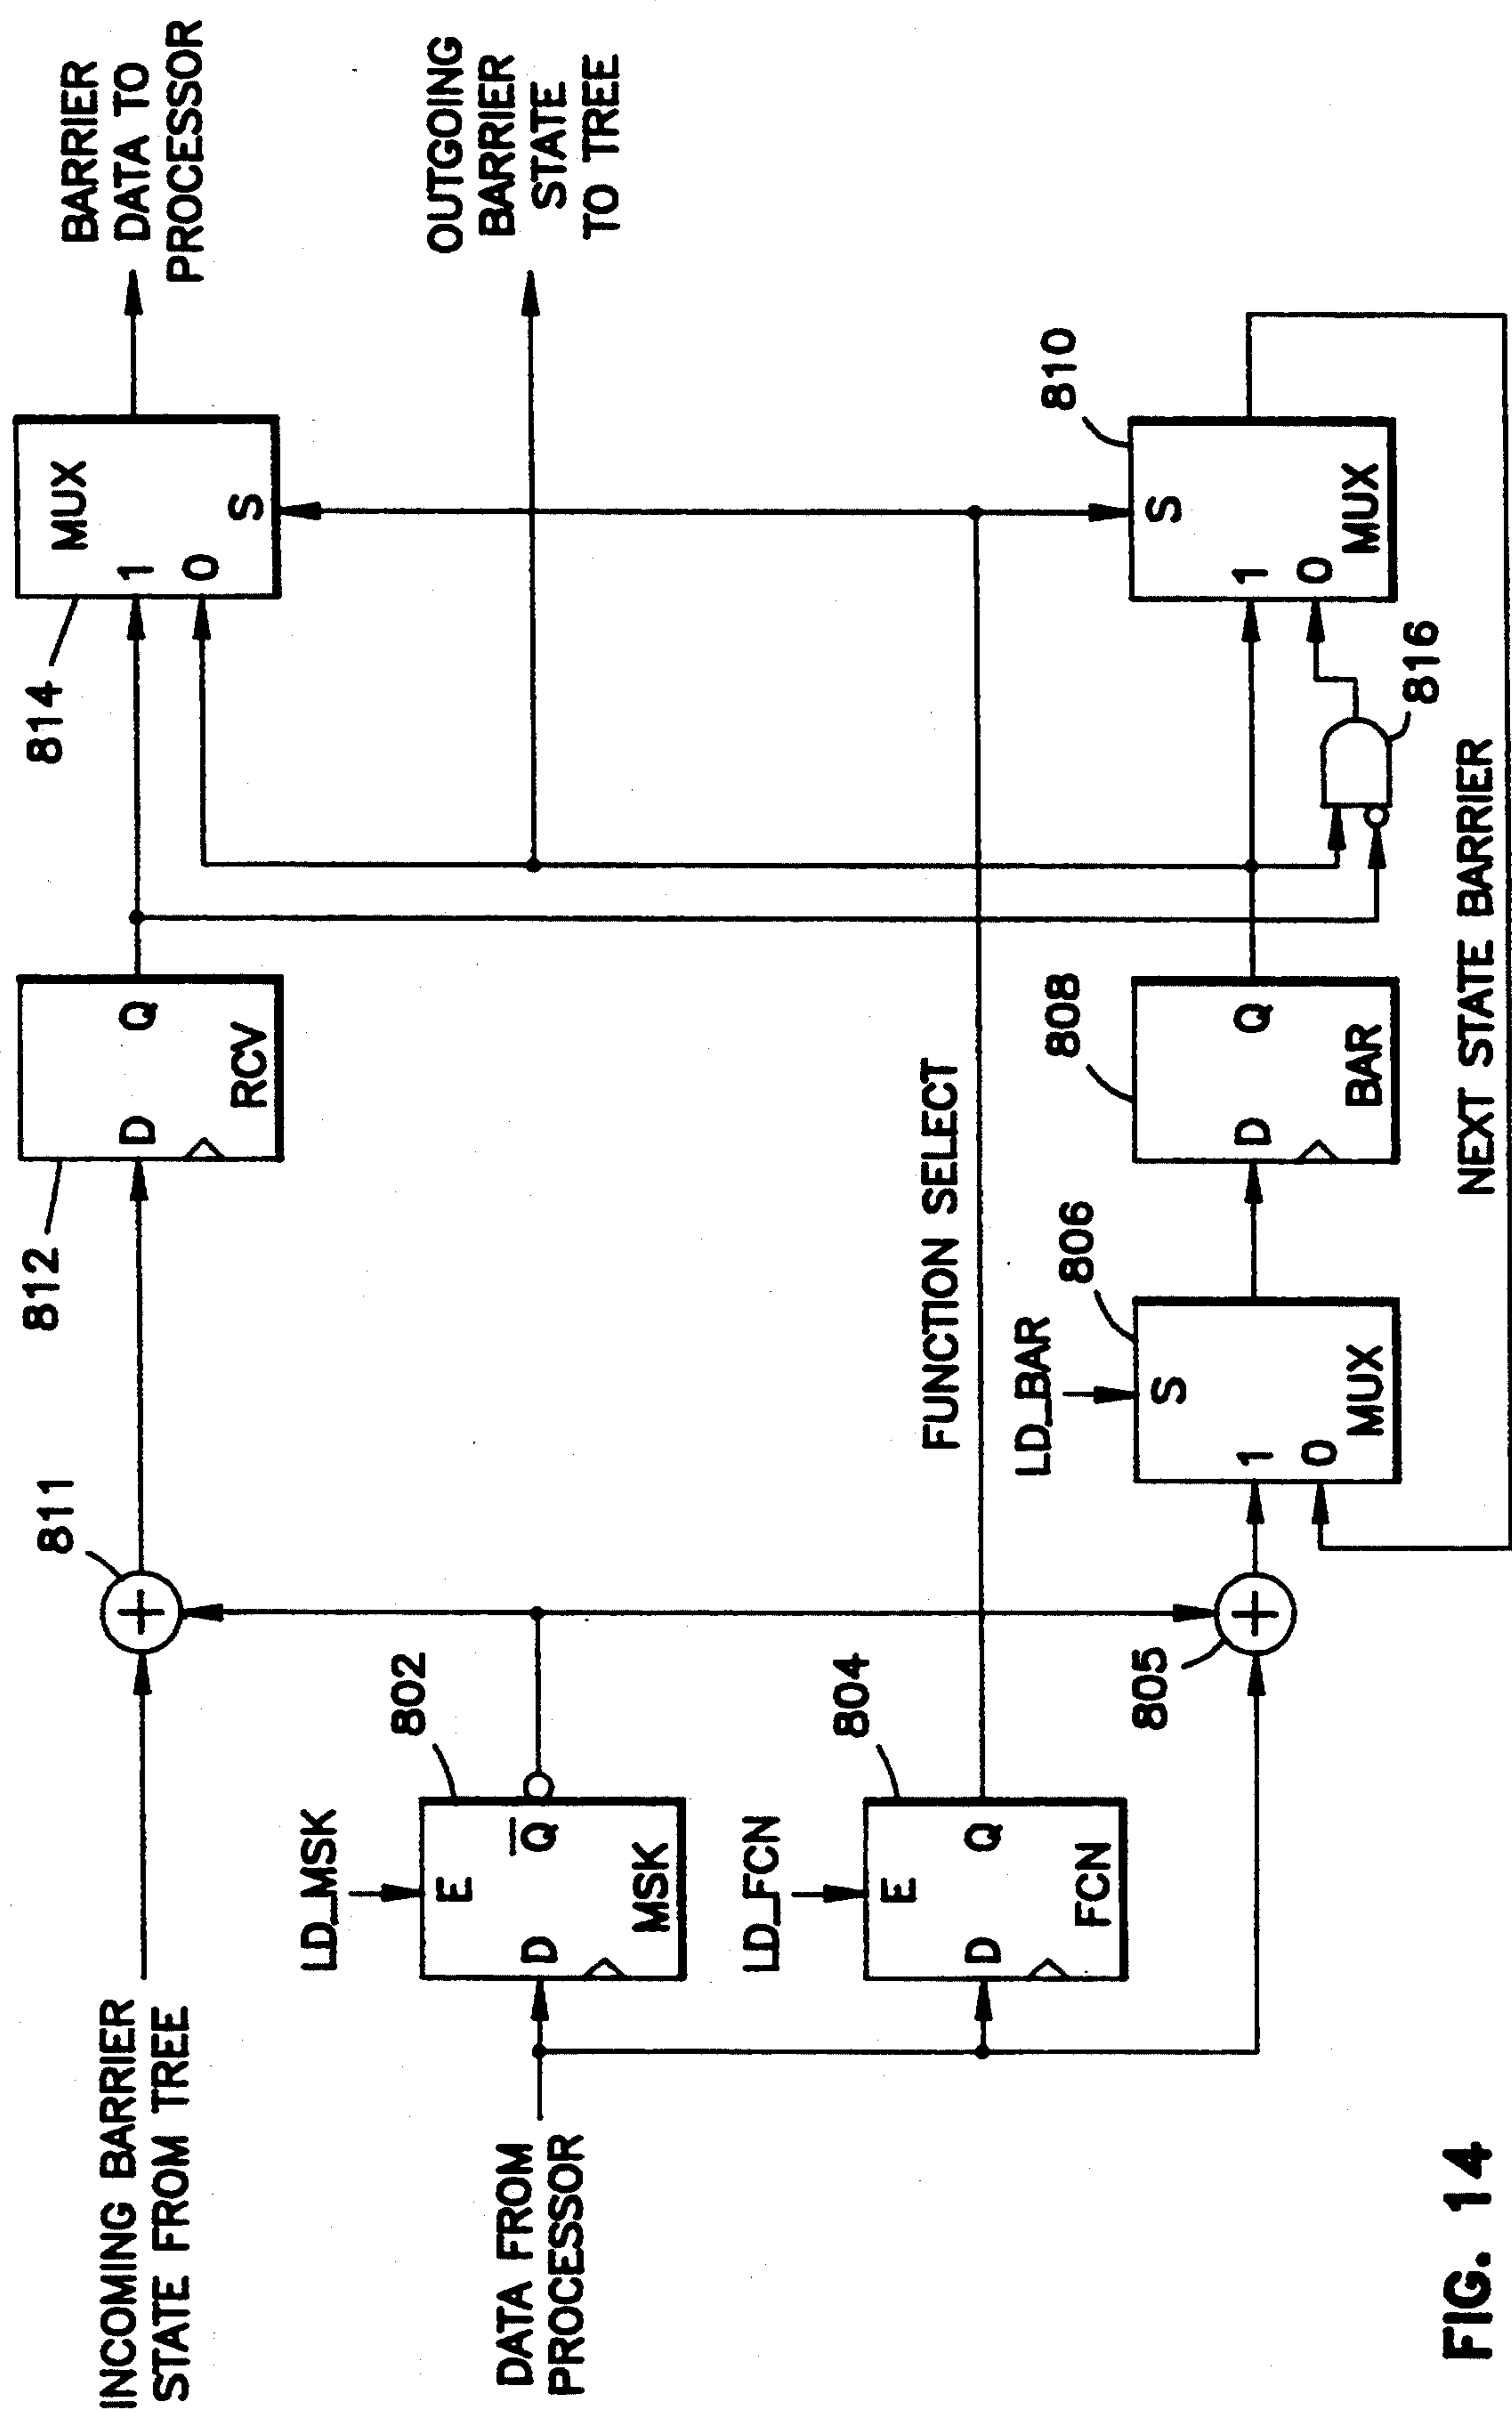 INCOMING BARRIER
STATE FROM TREE
811
812
D
Q
RCV
814
MUX
1
0
S
BARRIER
DATA TO
PROCESSOR
DATA FROM
PROCESSOR
LD_MSK
802
E
D
Q
MSK
OUTGOING
BARRIER
STATE
TO TREE
LD_FCN
804
E
D
Q
FCN
FUNCTION SELECT
805
LD_BAR
806
S
1
0
MUX
808
D
Q
BAR
810
S
1
0
MUX
816
NEXT STATE BARRIER
FIG. 14